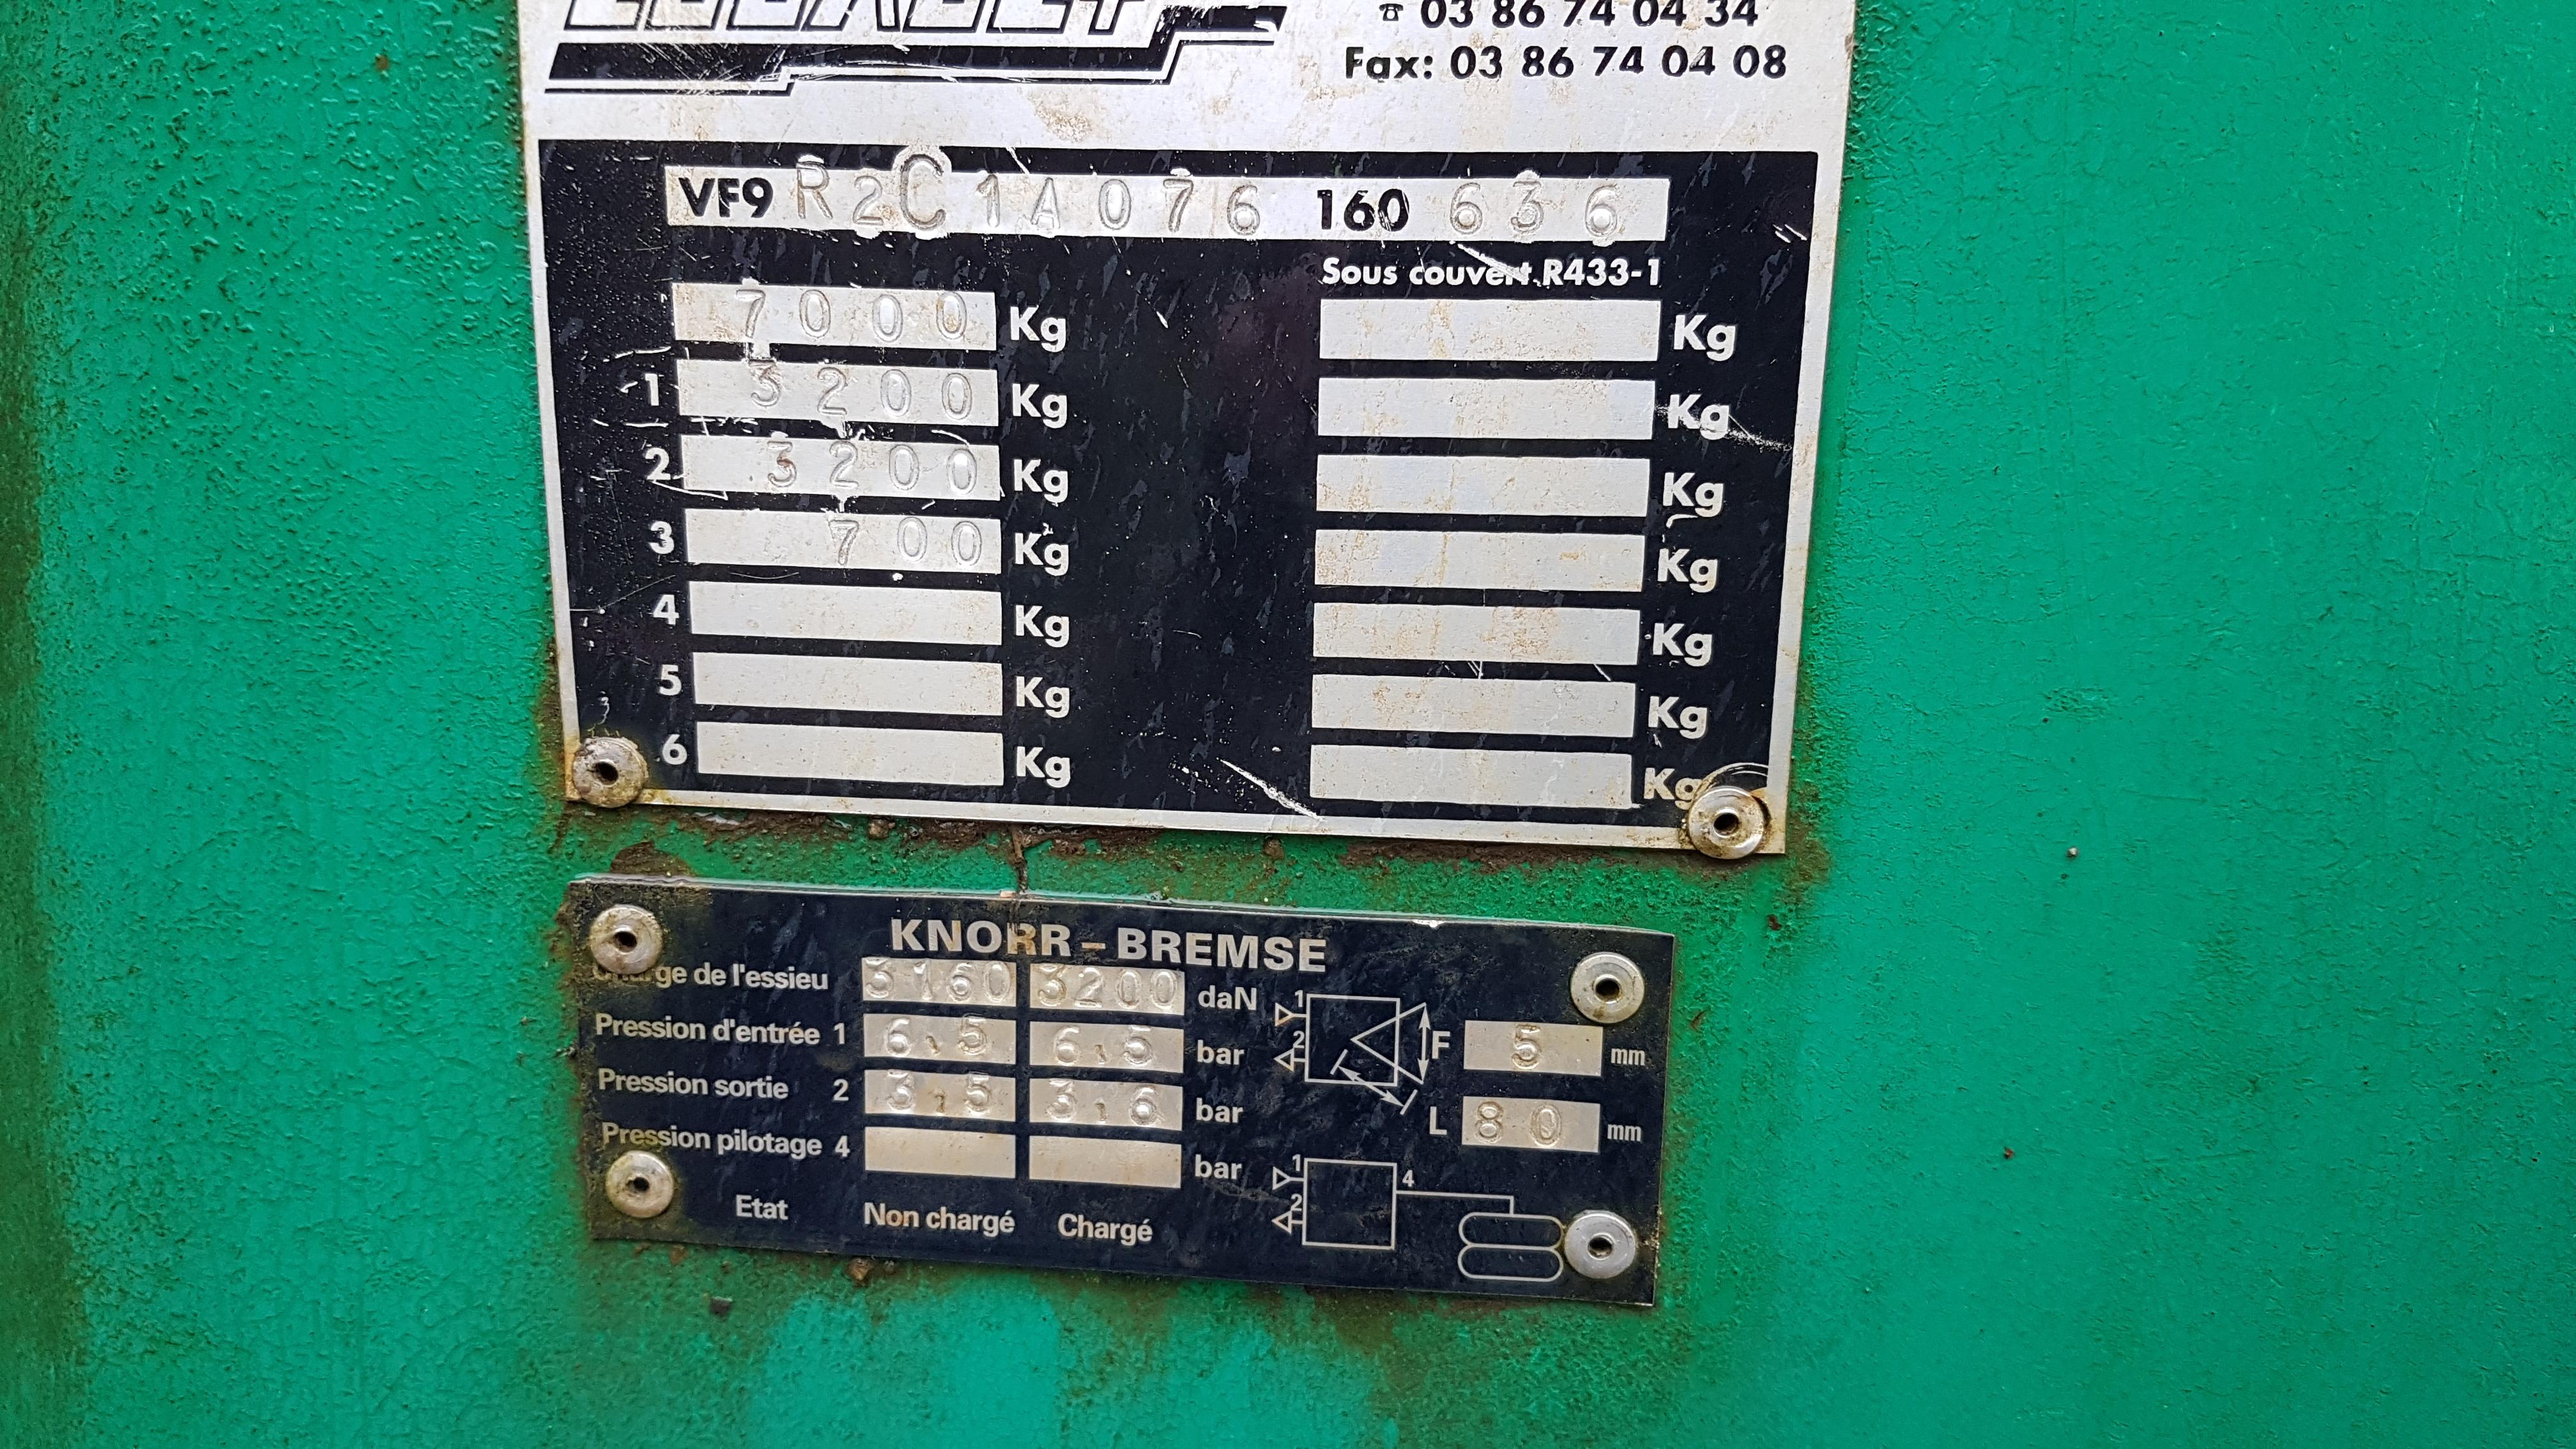 ☎ 03 86 74 04 34
Fax: 03 86 74 04 08
VF9 R2C1A076 160 636
Sous couvert R433-1
7000 Kg Kg
1 3200 Kg Kg
2 3200 Kg Kg
3 700 Kg Kg
4 Kg Kg
5 Kg Kg
6 Kg Kg
KNORR-BREMSE
Charge de l'essieu 3160 3200 daN
Pression d'entrée 1 6,5 6,5 bar
Pression sortie 2 3,5 3,6 bar
Pression pilotage 4 bar
Etat Non chargé Chargé
1
2
F 5 mm
L 80 mm
1
2
4